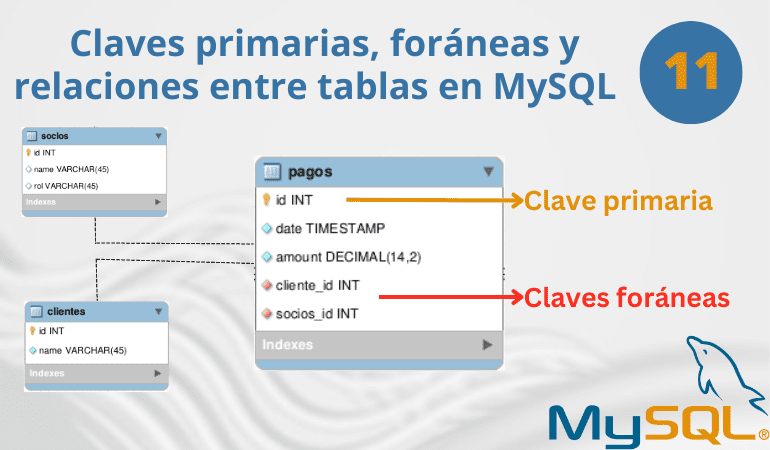 Claves primarias, foráneas y
relaciones entre tablas en MySQL
11
socios
id INT
name VARCHAR(45)
rol VARCHAR(45)
Indexes
pagos
id INT
date TIMESTAMP
amount DECIMAL(14,2)
cliente_id INT
socios_id INT
Indexes
Clave primaria
Claves foráneas
clientes
id INT
name VARCHAR(45)
Indexes
MySQL®